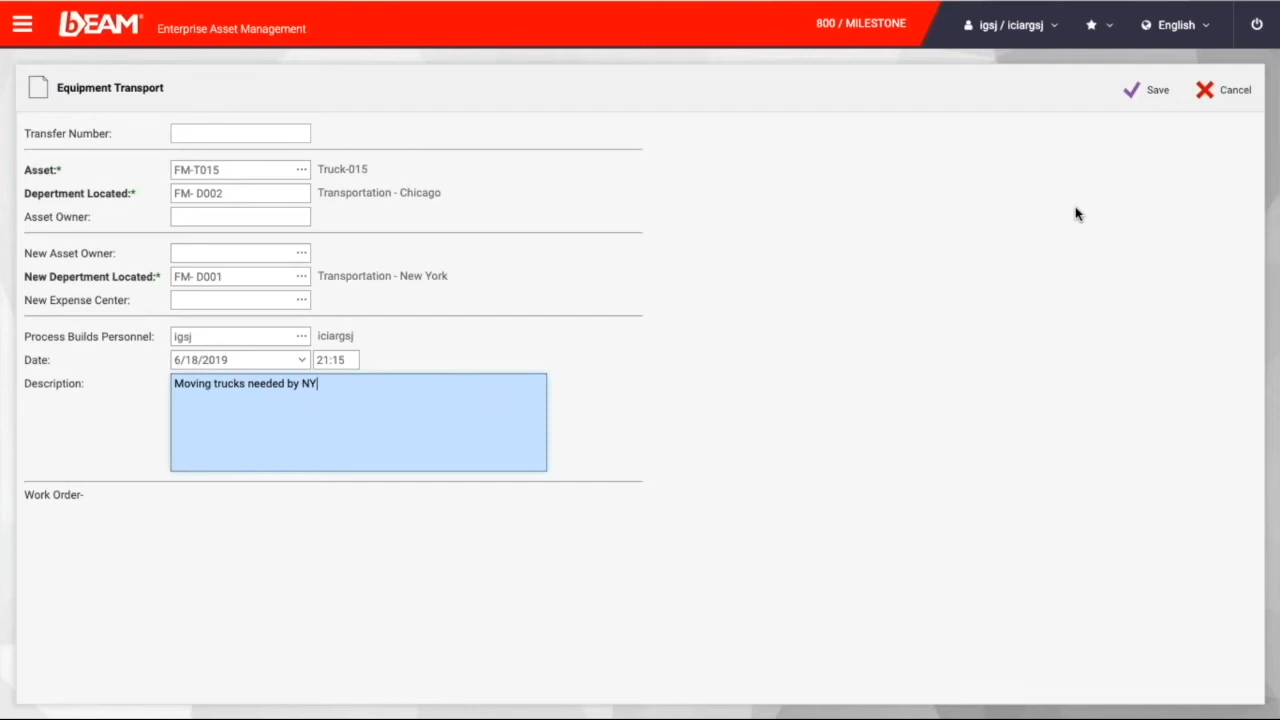 bEAM® Enterprise Asset Management 800 / MILESTONE igsj / iciargsj English
Equipment Transport Save Cancel
Transfer Number:
Asset:* FM-T015 ... Truck-015
Department Located:* FM- D002 Transportation - Chicago
Asset Owner:
New Asset Owner: ...
New Department Located:* FM- D001 ... Transportation - New York
New Expense Center: ...
Process Builds Personnel: igsj ... iciargsj
Date: 6/18/2019 21:15
Description: Moving trucks needed by NY
Work Order-